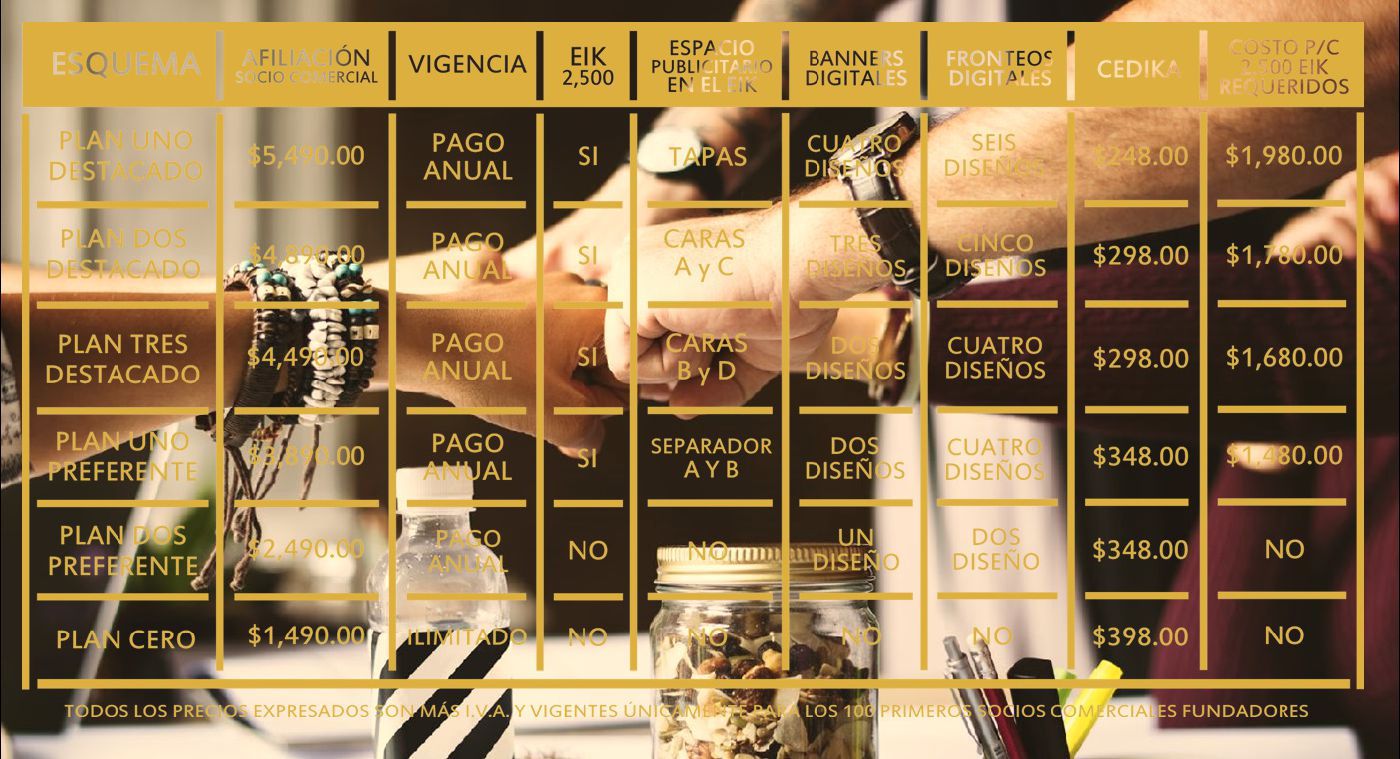 ESQUEMA
AFILIACIÓN
SOCIO COMERCIAL
VIGENCIA
EIK
2,500
ESPACIO
PUBLICITARIO
EN EL EIK
BANNERS
DIGITALES
FRONTEOS
DIGITALES
CEDIKA
COSTO P/C
2.500 EIK
REQUERIDOS
PLAN UNO
DESTACADO
$5,490.00
PAGO
ANUAL
SI
TAPAS
CUATRO
DISEÑOS
SEIS
DISEÑOS
$248.00
$1,980.00
PLAN DOS
DESTACADO
$4,890.00
PAGO
ANUAL
SI
CARAS
A y C
TRES
DISEÑOS
CINCO
DISEÑOS
$298.00
$1,780.00
PLAN TRES
DESTACADO
$4,490.00
PAGO
ANUAL
SI
CARAS
B y D
DOS
DISEÑOS
CUATRO
DISEÑOS
$298.00
$1,680.00
PLAN UNO
PREFERENTE
$3,890.00
PAGO
ANUAL
SI
SEPARADOR
A Y B
DOS
DISEÑOS
CUATRO
DISEÑOS
$348.00
$1,480.00
PLAN DOS
PREFERENTE
$2,490.00
PAGO
ANUAL
NO
NO
UN
DISEÑO
DOS
DISEÑO
$348.00
NO
PLAN CERO
$1,490.00
ILIMITADO
NO
NO
NO
NO
$398.00
NO
TODOS LOS PRECIOS EXPRESADOS SON MÁS I.V.A. Y VIGENTES ÚNICAMENTE PARA LOS 100 PRIMEROS SOCIOS COMERCIALES FUNDADORES